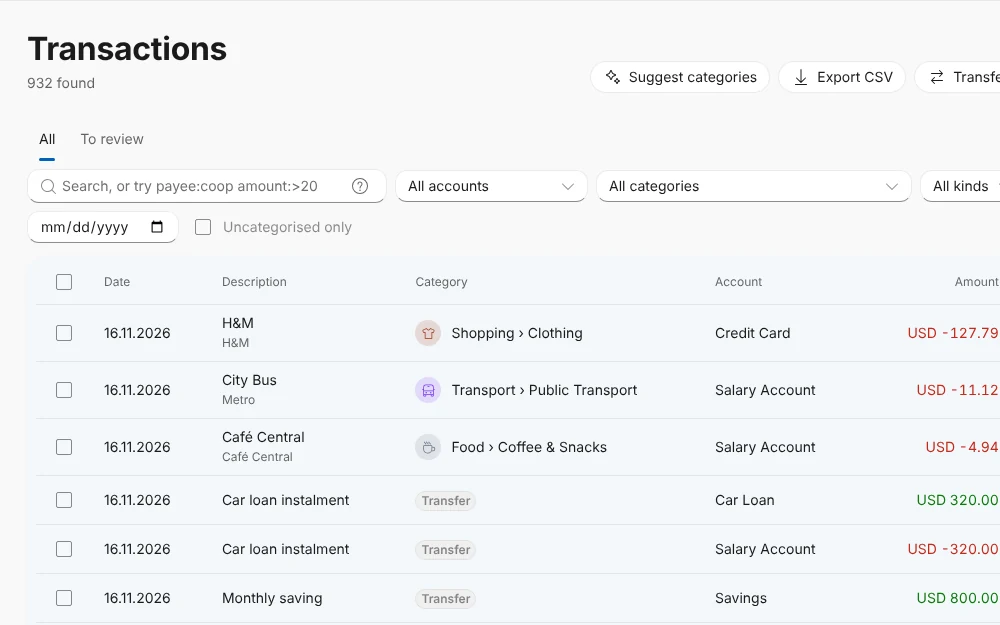 Transactions
932 found
Suggest categories
Export CSV
Transfe
All
To review
Search, or try payee:coop amount:>20
All accounts
All categories
All kinds
mm/dd/yyyy
Uncategorised only
Date Description Category Account Amount
16.11.2026 H&M Shopping › Clothing Credit Card USD -127.79
H&M
16.11.2026 City Bus Transport › Public Transport Salary Account USD -11.12
Metro
16.11.2026 Café Central Food › Coffee & Snacks Salary Account USD -4.94
Café Central
16.11.2026 Car loan instalment Transfer Car Loan USD 320.00
16.11.2026 Car loan instalment Transfer Salary Account USD -320.00
16.11.2026 Monthly saving Transfer Savings USD 800.00